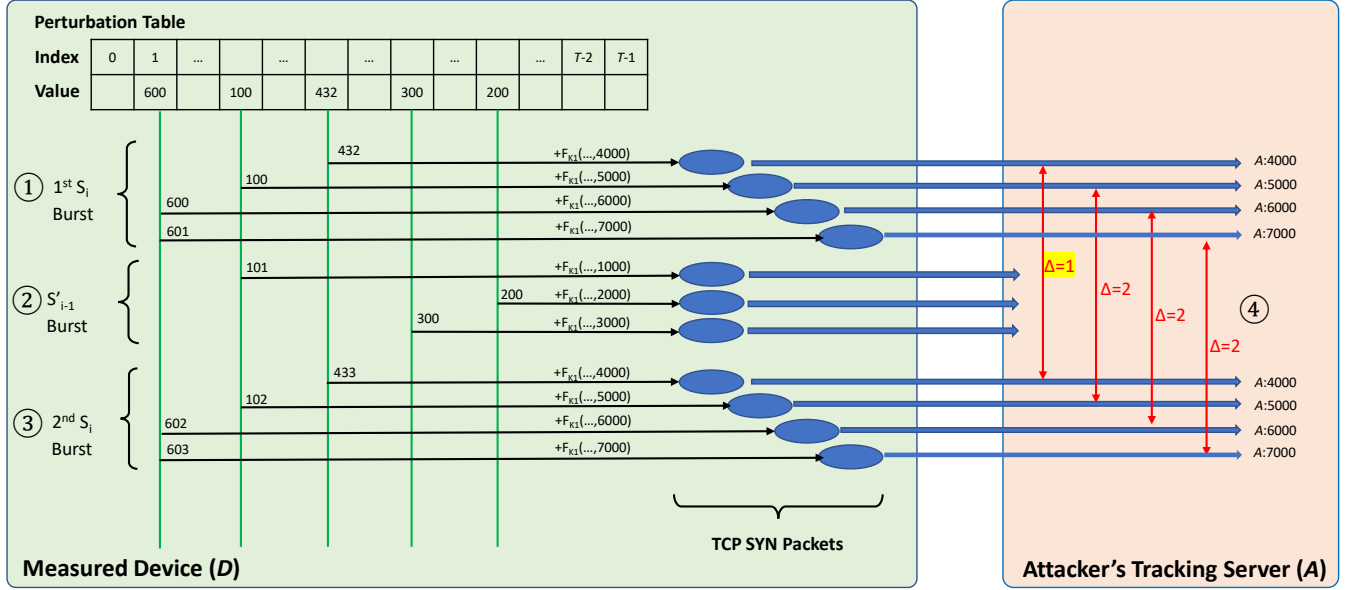 Perturbation Table
Index 0 1 ... ... ... ... ... T-2 T-1
Value 600 100 432 300 200
① 1st Si Burst
432 +FK1(...,4000) A:4000
100 +FK1(...,5000) A:5000
600 +FK1(...,6000) A:6000
601 +FK1(...,7000) A:7000
② S'i-1 Burst
101 +FK1(...,1000)
200 +FK1(...,2000)
300 +FK1(...,3000)
Δ=1
Δ=2
Δ=2
Δ=2
④
③ 2nd Si Burst
433 +FK1(...,4000) A:4000
102 +FK1(...,5000) A:5000
602 +FK1(...,6000) A:6000
603 +FK1(...,7000) A:7000
TCP SYN Packets
Measured Device (D)
Attacker's Tracking Server (A)